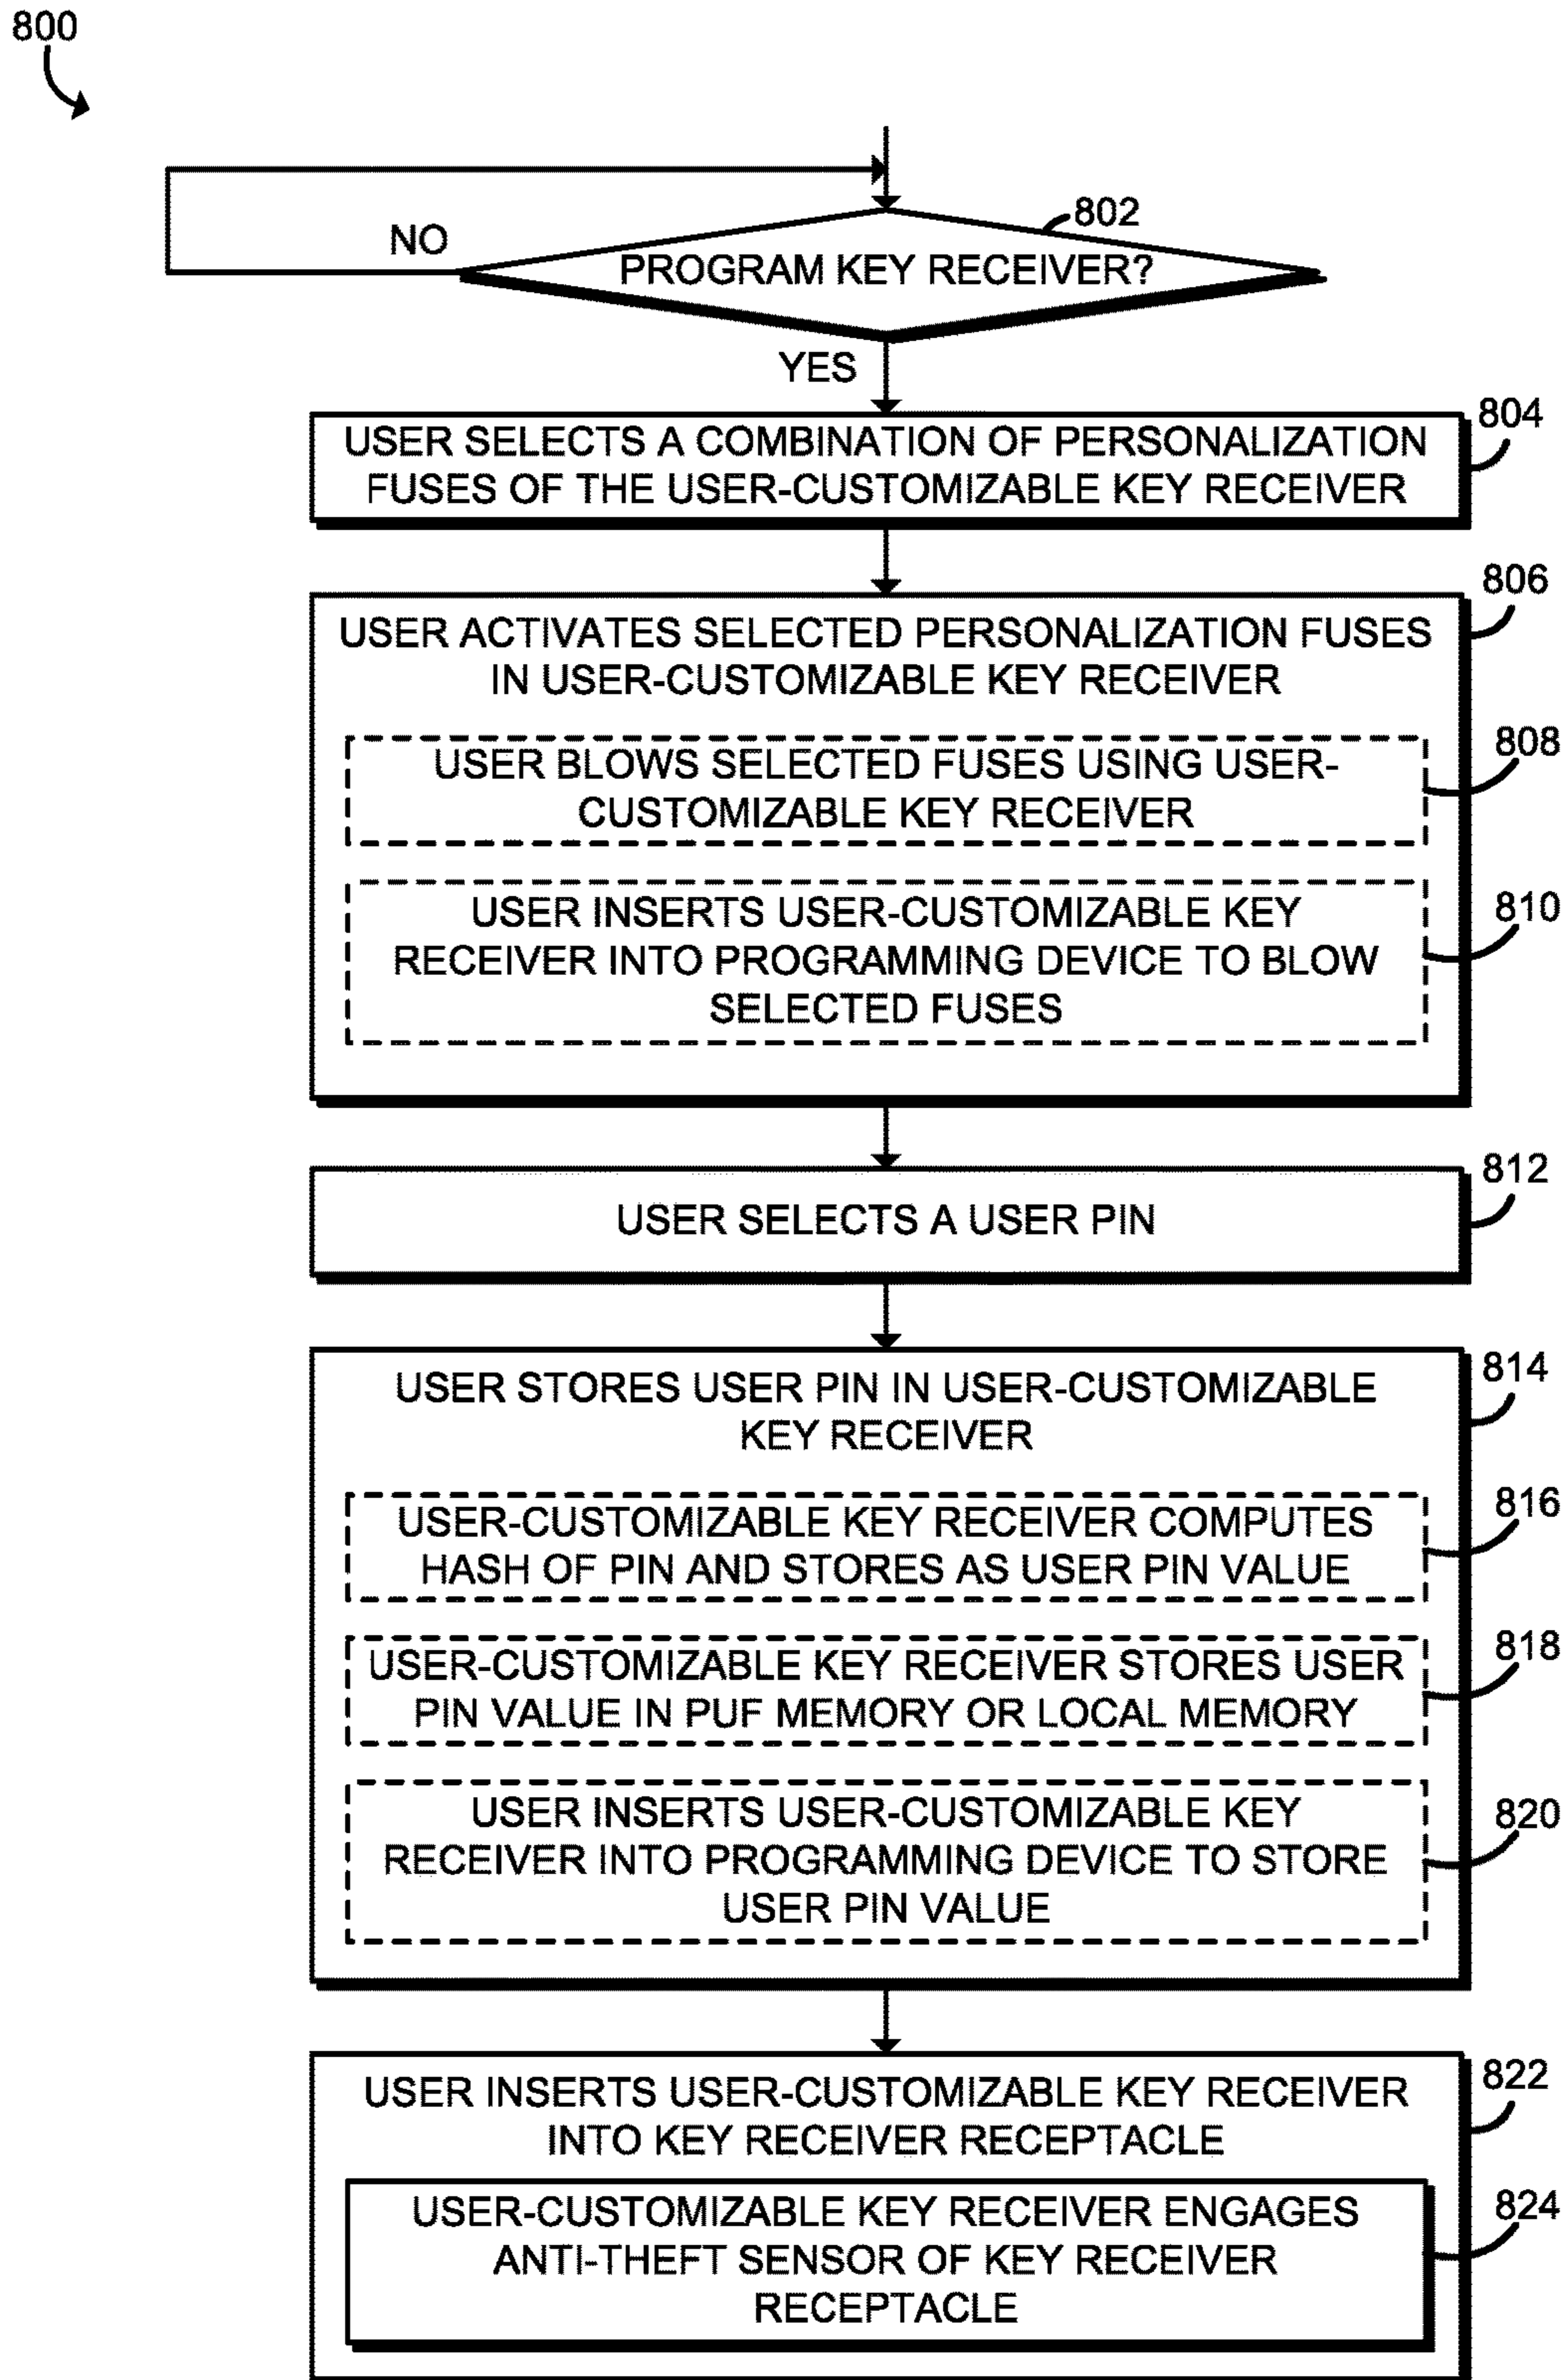 800
802
NO
PROGRAM KEY RECEIVER?
YES
804
USER SELECTS A COMBINATION OF PERSONALIZATION
FUSES OF THE USER-CUSTOMIZABLE KEY RECEIVER
806
USER ACTIVATES SELECTED PERSONALIZATION FUSES
IN USER-CUSTOMIZABLE KEY RECEIVER
808
USER BLOWS SELECTED FUSES USING USER-
CUSTOMIZABLE KEY RECEIVER
810
USER INSERTS USER-CUSTOMIZABLE KEY
RECEIVER INTO PROGRAMMING DEVICE TO BLOW
SELECTED FUSES
812
USER SELECTS A USER PIN
814
USER STORES USER PIN IN USER-CUSTOMIZABLE
KEY RECEIVER
816
USER-CUSTOMIZABLE KEY RECEIVER COMPUTES
HASH OF PIN AND STORES AS USER PIN VALUE
818
USER-CUSTOMIZABLE KEY RECEIVER STORES USER
PIN VALUE IN PUF MEMORY OR LOCAL MEMORY
820
USER INSERTS USER-CUSTOMIZABLE KEY
RECEIVER INTO PROGRAMMING DEVICE TO STORE
USER PIN VALUE
822
USER INSERTS USER-CUSTOMIZABLE KEY RECEIVER
INTO KEY RECEIVER RECEPTACLE
824
USER-CUSTOMIZABLE KEY RECEIVER ENGAGES
ANTI-THEFT SENSOR OF KEY RECEIVER
RECEPTACLE